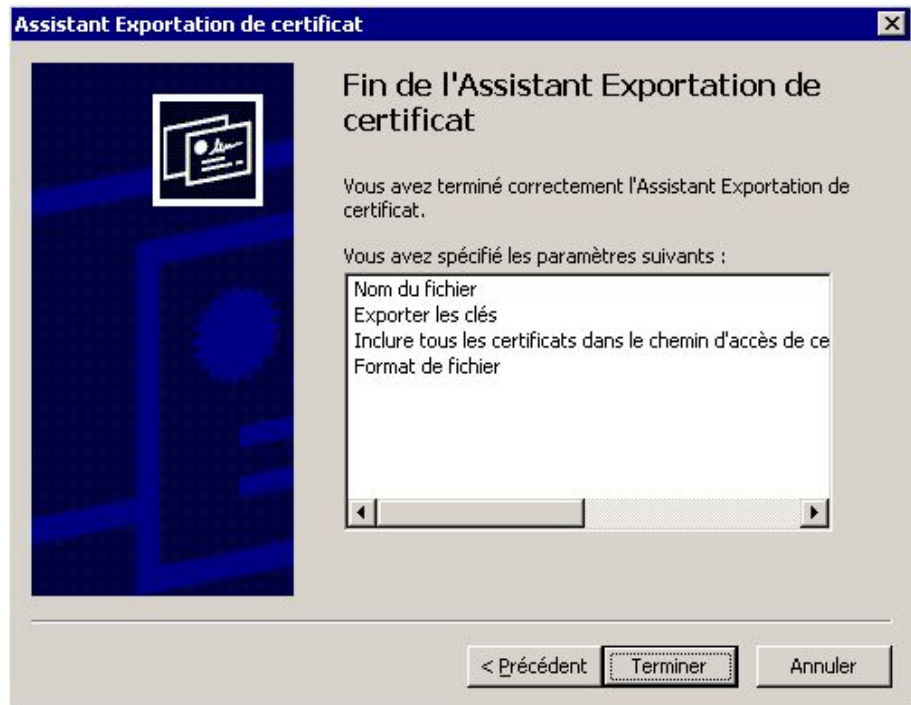 Assistant Exportation de certificat
Fin de l'Assistant Exportation de
certificat
Vous avez terminé correctement l'Assistant Exportation de
certificat.
Vous avez spécifié les paramètres suivants :
Nom du fichier
Exporter les clés
Inclure tous les certificats dans le chemin d'accès de ce
Format de fichier
< Précédent Terminer Annuler